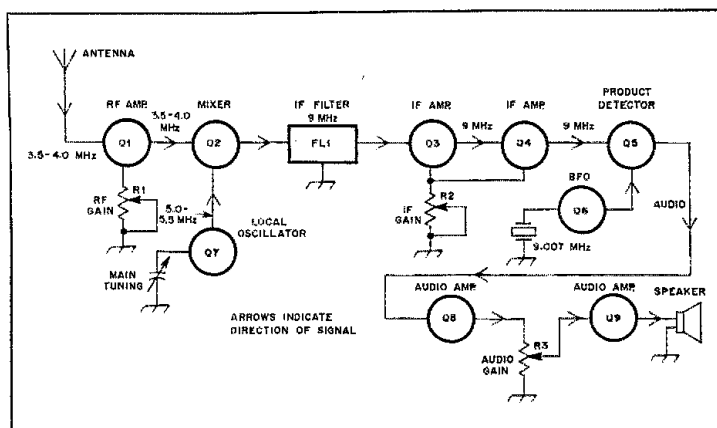 ANTENNA
RF AMP.
MIXER
IF FILTER
9 MHz
IF AMP.
IF AMP.
PRODUCT
DETECTOR
3.5-4.0
MHz
9 MHz
9 MHz
Q1
Q2
FL1
Q3
Q4
Q5
3.5-4.0 MHz
R1
RF
GAIN
5.0-
5.5 MHz
LOCAL
OSCILLATOR
R2
IF
GAIN
BFO
Q6
AUDIO
Q7
9.007 MHz
MAIN
TUNING
AUDIO AMP.
AUDIO AMP.
SPEAKER
ARROWS INDICATE
DIRECTION OF SIGNAL
Q8
R3
Q9
AUDIO
GAIN